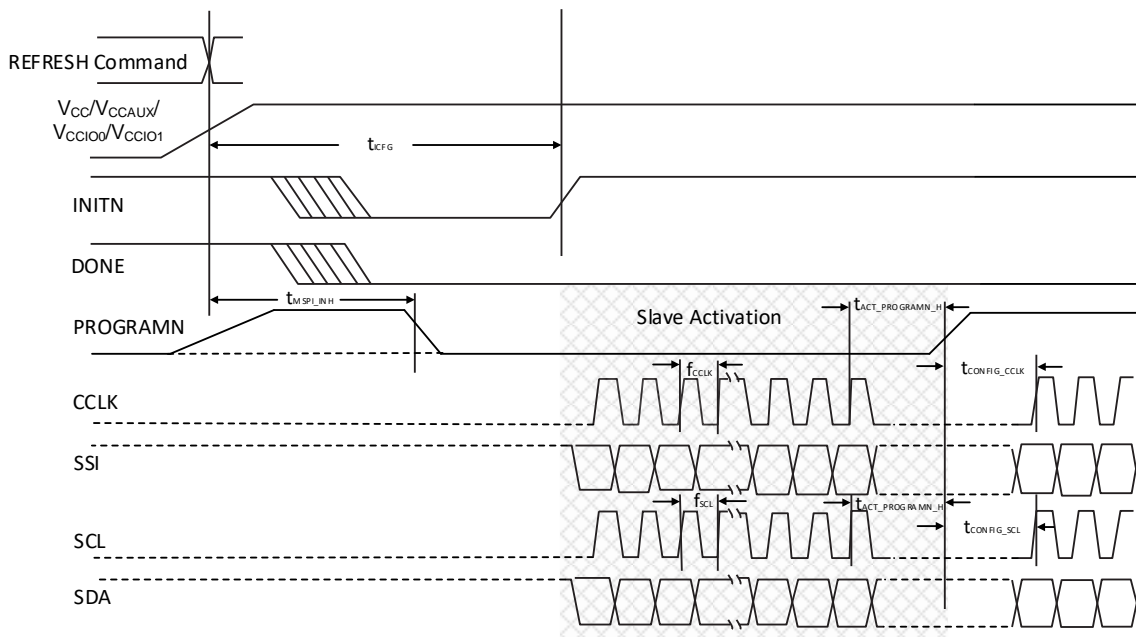 REFRESH Command
VCC/VCCAUX/
VCCIO0/VCCIO1
tICFG
INITN
DONE
tMSPI_INH
PROGRAMN
Slave Activation
tACT_PROGRAMN_H
fCCLK
tCONFIG_CCLK
CCLK
SSI
fSCL
tACT_PROGRAMN_H
SCL
tCONFIG_SCL
SDA